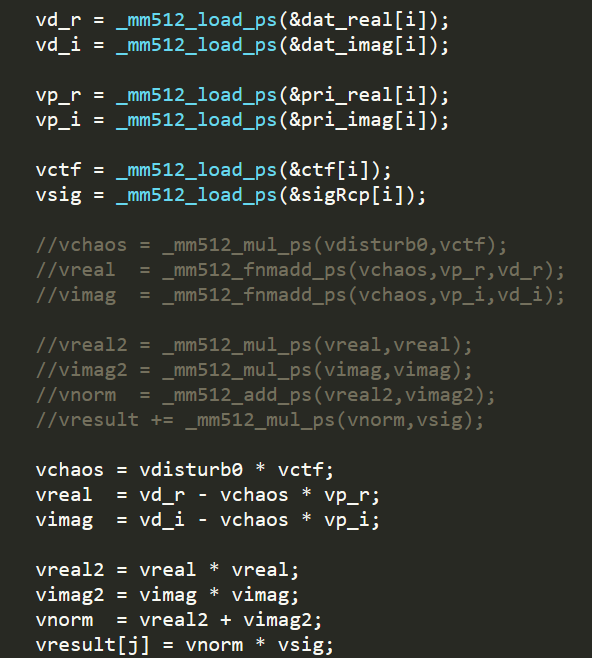 vd_r = _mm512_load_ps(&dat_real[i]);
vd_i = _mm512_load_ps(&dat_imag[i]);
vp_r = _mm512_load_ps(&pri_real[i]);
vp_i = _mm512_load_ps(&pri_imag[i]);
vctf = _mm512_load_ps(&ctf[i]);
vsig = _mm512_load_ps(&sigRcp[i]);
//vchaos = _mm512_mul_ps(vdisturb0,vctf);
//vreal  = _mm512_fnmadd_ps(vchaos,vp_r,vd_r);
//vimag  = _mm512_fnmadd_ps(vchaos,vp_i,vd_i);
//vreal2 = _mm512_mul_ps(vreal,vreal);
//vimag2 = _mm512_mul_ps(vimag,vimag);
//vnorm  = _mm512_add_ps(vreal2,vimag2);
//vresult += _mm512_mul_ps(vnorm,vsig);
vchaos = vdisturb0 * vctf;
vreal  = vd_r - vchaos * vp_r;
vimag  = vd_i - vchaos * vp_i;
vreal2 = vreal * vreal;
vimag2 = vimag * vimag;
vnorm  = vreal2 + vimag2;
vresult[j] = vnorm * vsig;